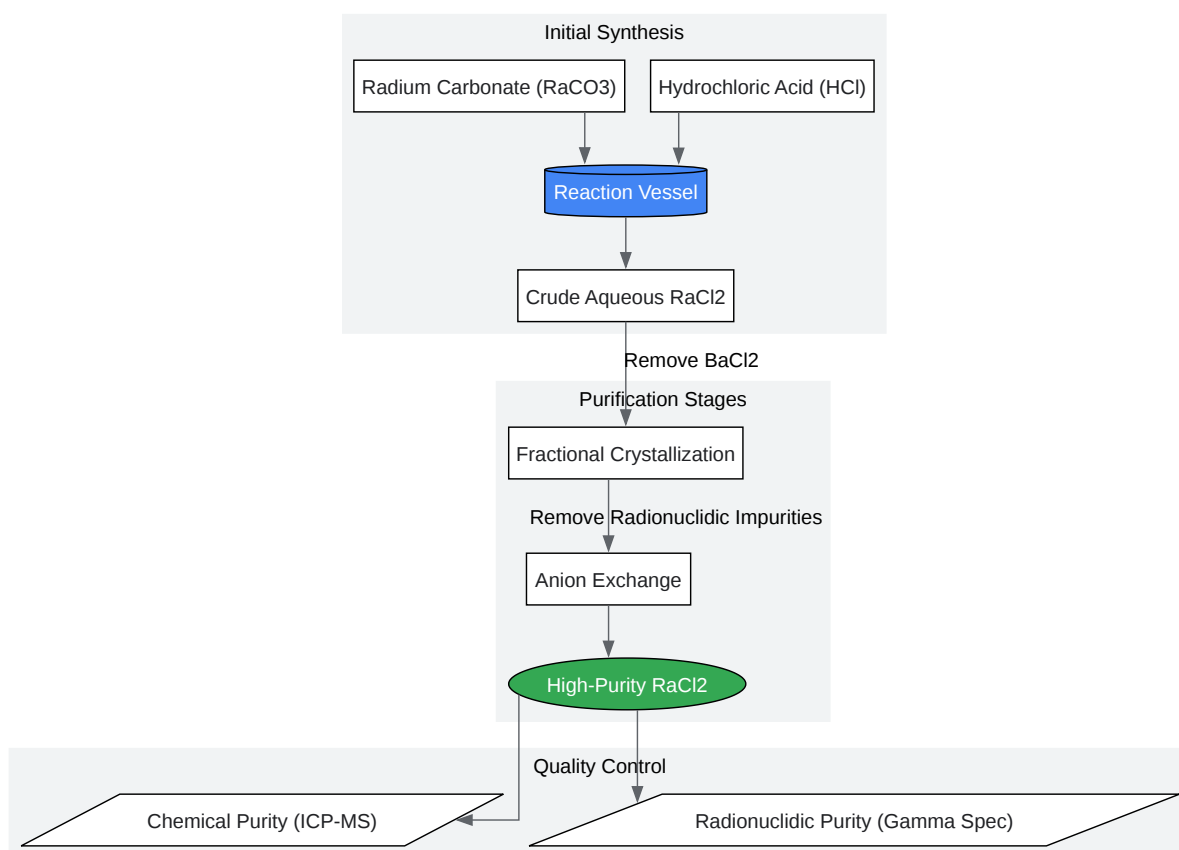 Initial Synthesis
Radium Carbonate (RaCO3)
Hydrochloric Acid (HCl)
Reaction Vessel
Crude Aqueous RaCl2
Remove BaCl2
Purification Stages
Fractional Crystallization
Remove Radionuclidic Impurities
Anion Exchange
High-Purity RaCl2
Quality Control
Chemical Purity (ICP-MS)
Radionuclidic Purity (Gamma Spec)